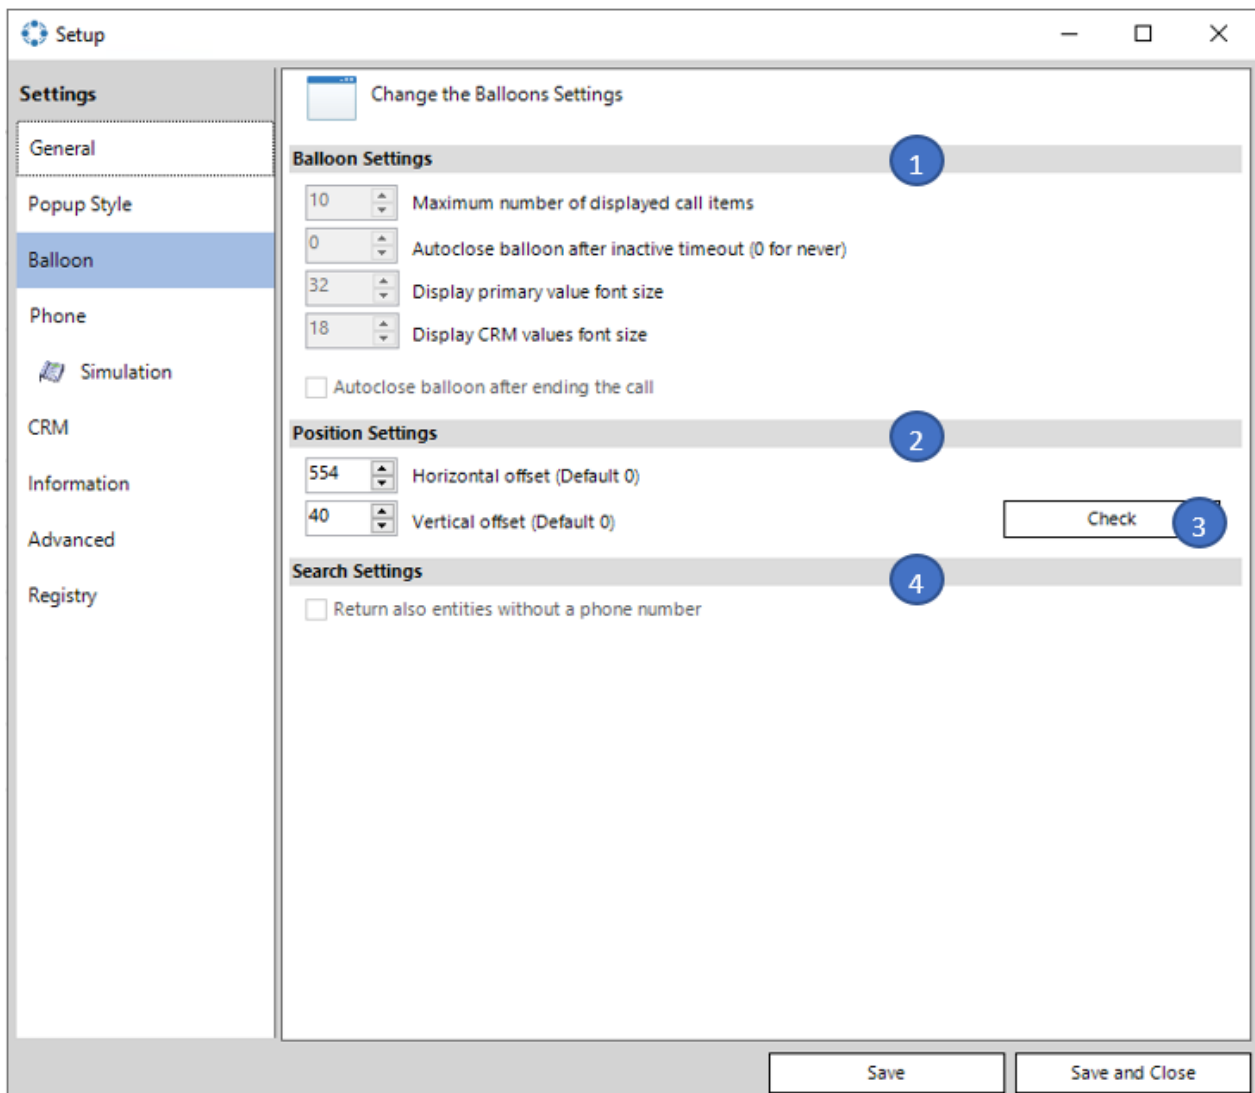 Setup
Settings
General
Popup Style
Balloon
Phone
Simulation
CRM
Information
Advanced
Registry
Change the Balloons Settings
Balloon Settings 1
10 Maximum number of displayed call items
0 Autoclose balloon after inactive timeout (0 for never)
32 Display primary value font size
18 Display CRM values font size
Autoclose balloon after ending the call
Position Settings 2
554 Horizontal offset (Default 0)
40 Vertical offset (Default 0) Check 3
Search Settings 4
Return also entities without a phone number
Save Save and Close